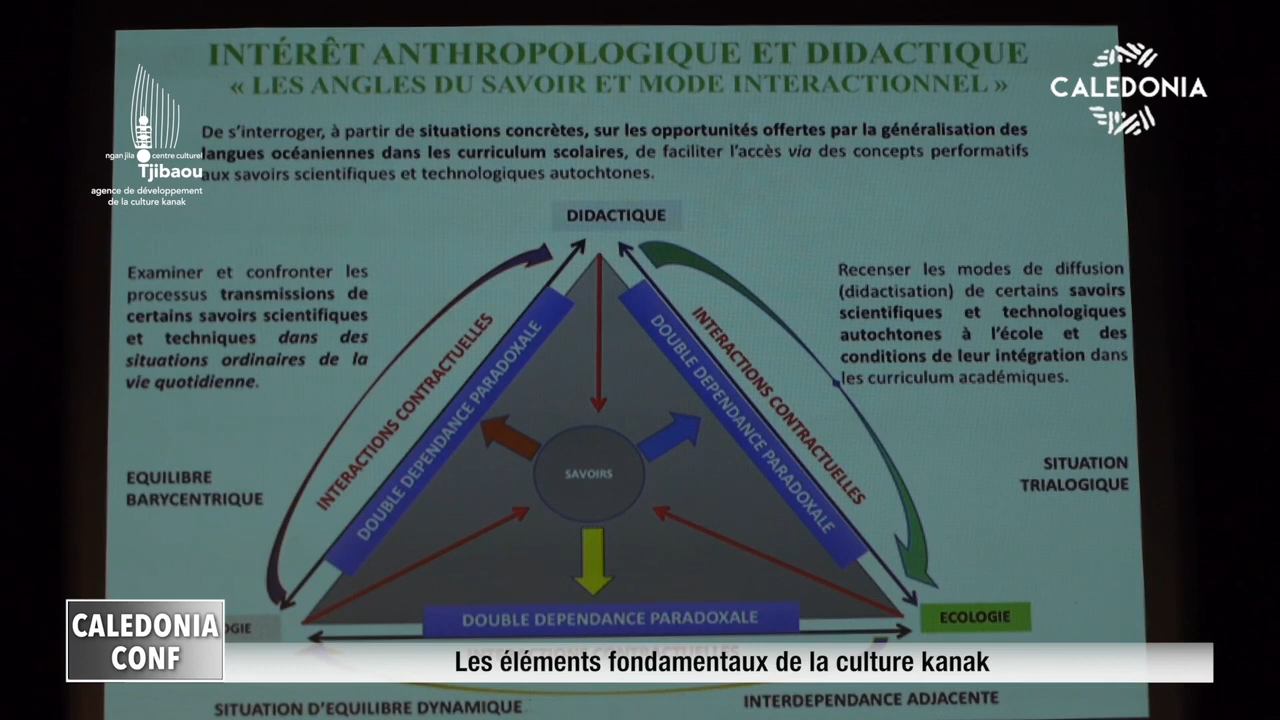 INTÉRÊT ANTHROPOLOGIQUE ET DIDACTIQUE
« LES ANGLES DU SAVOIR ET MODE INTERACTIONNEL »
CALEDONIA
ngan jila centre culturel
Tjibaou
agence de développement
de la culture kanak
De s'interroger, à partir de situations concrètes, sur les opportunités offertes par la généralisation des
langues océaniennes dans les curriculum scolaires, de faciliter l'accès via des concepts performatifs
aux savoirs scientifiques et technologiques autochtones.
DIDACTIQUE
Examiner et confronter les
processus transmissions de
certains savoirs scientifiques
et techniques dans des
situations ordinaires de la
vie quotidienne.
Recenser les modes de diffusion
(didactisation) de certains savoirs
scientifiques et technologiques
autochtones à l'école et des
conditions de leur intégration dans
les curriculum académiques.
INTERACTIONS CONTRACTUELLES
DOUBLE DEPENDANCE PARADOXALE
DOUBLE DEPENDANCE PARADOXALE
INTERACTIONS CONTRACTUELLES
SAVOIRS
EQUILIBRE
BARYCENTRIQUE
SITUATION
TRIALOGIQUE
DOUBLE DEPENDANCE PARADOXALE
OGIE
ECOLOGIE
CALEDONIA
CONF
Les éléments fondamentaux de la culture kanak
SITUATION D'EQUILIBRE DYNAMIQUE
INTERDEPENDANCE ADJACENTE